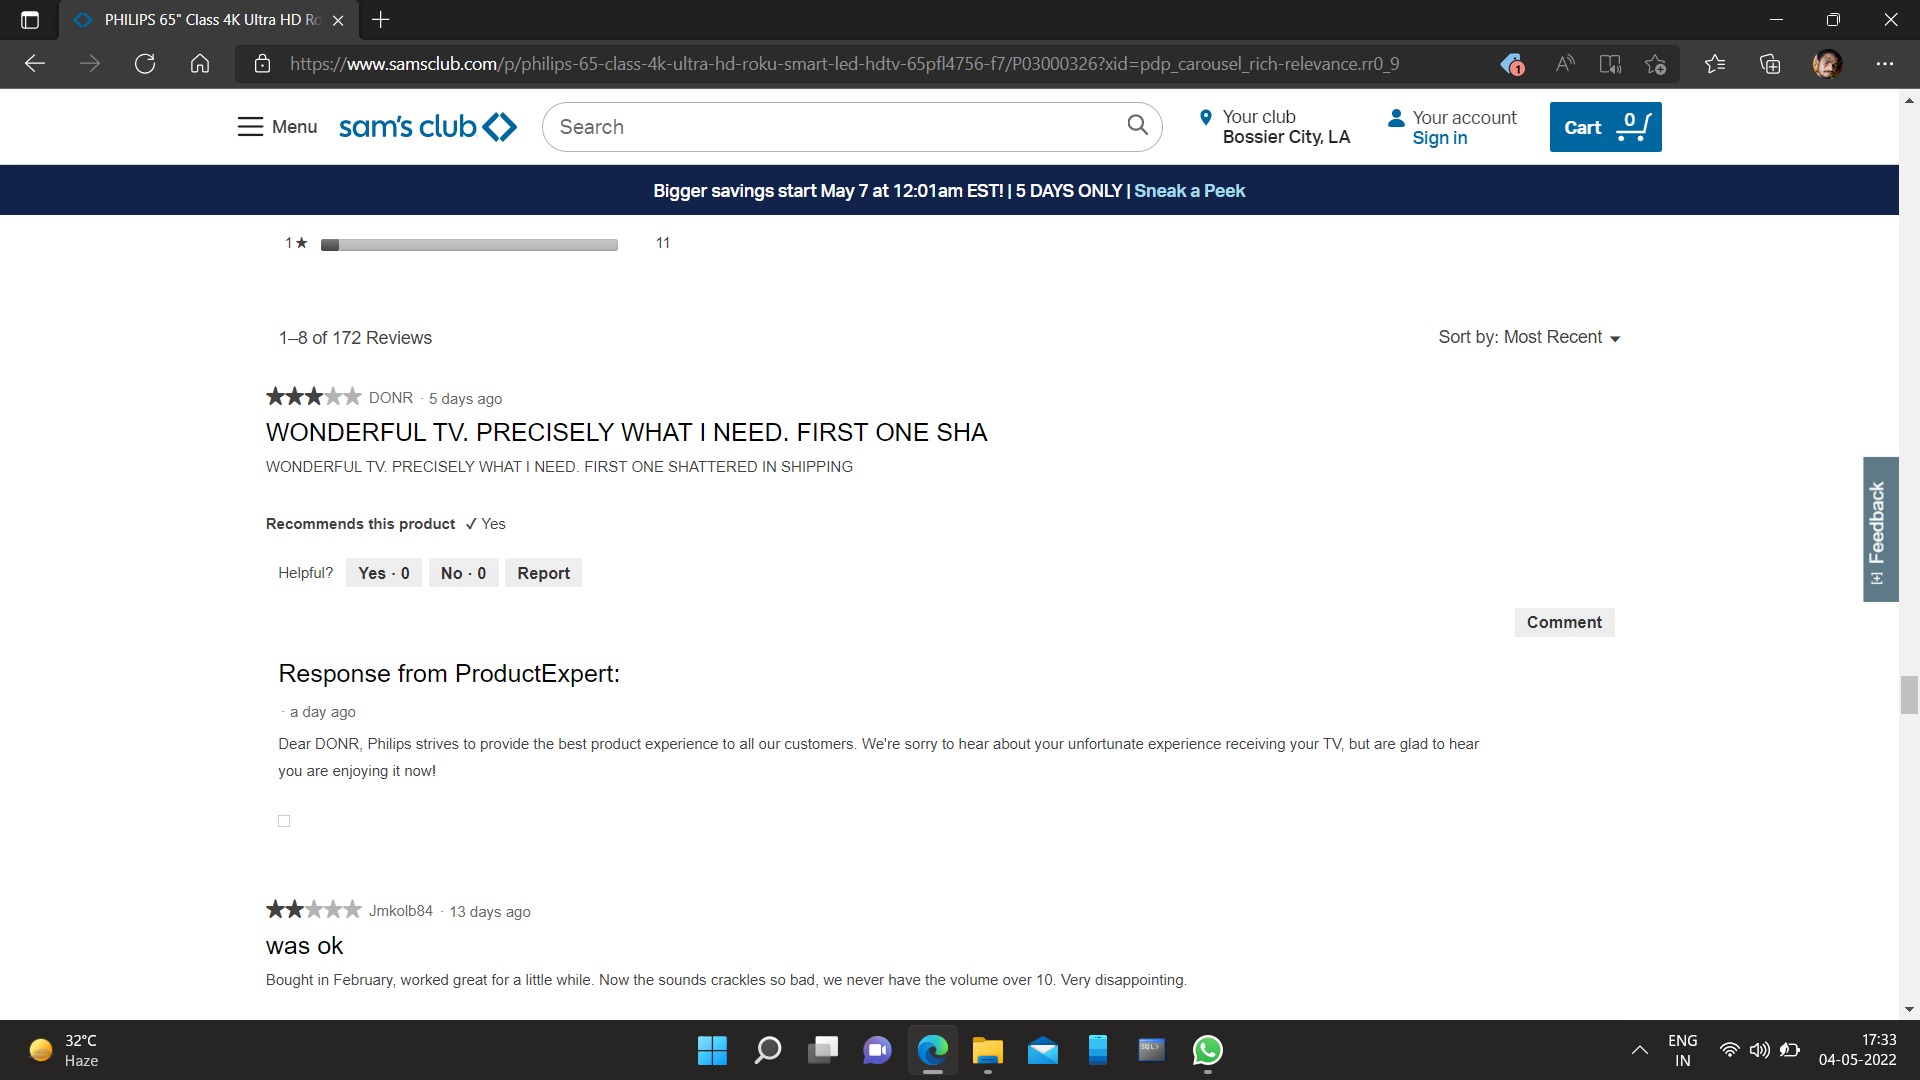 PHILIPS 65" Class 4K Ultra HD Ro
https://www.samsclub.com/p/philips-65-class-4k-ultra-hd-roku-smart-led-hdtv-65pfl4756-f7/P03000326?xid=pdp_carousel_rich-relevance.rr0_9
1
Menu
sam's club
Search
Your club
Bossier City, LA
Your account
Sign in
Cart 0
Bigger savings start May 7 at 12:01am EST! | 5 DAYS ONLY | Sneak a Peek
1★ 11
1–8 of 172 Reviews
Sort by: Most Recent
DONR · 5 days ago
WONDERFUL TV. PRECISELY WHAT I NEED. FIRST ONE SHA
WONDERFUL TV. PRECISELY WHAT I NEED. FIRST ONE SHATTERED IN SHIPPING
Recommends this product ✓ Yes
Helpful? Yes · 0 No · 0 Report
[+] Feedback
Comment
Response from ProductExpert:
· a day ago
Dear DONR, Philips strives to provide the best product experience to all our customers. We're sorry to hear about your unfortunate experience receiving your TV, but are glad to hear
you are enjoying it now!
Jmkolb84 · 13 days ago
was ok
Bought in February, worked great for a little while. Now the sounds crackles so bad, we never have the volume over 10. Very disappointing.
32°C
Haze
SQL>
ENG
IN
17:33
04-05-2022